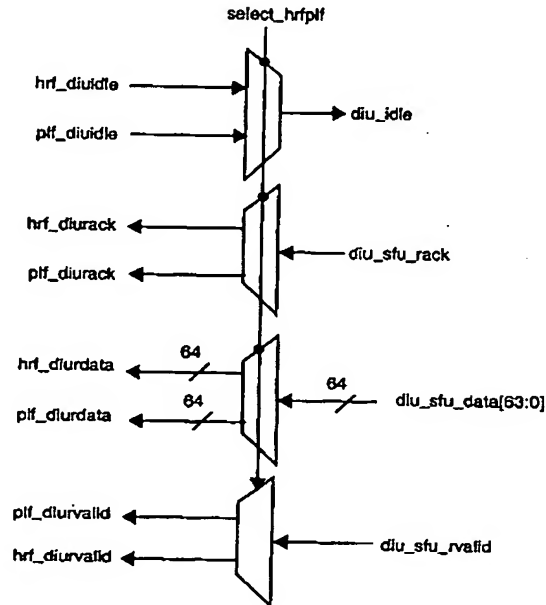 select_hrfplf
hrf_diuidle
plf_diuidle
diu_idle
hrf_diurack
plf_diurack
diu_sfu_rack
64
hrf_diurdata
64
plf_diurdata
64
diu_sfu_data[63:0]
plf_diurvalid
hrf_diurvalid
diu_sfu_rvalid